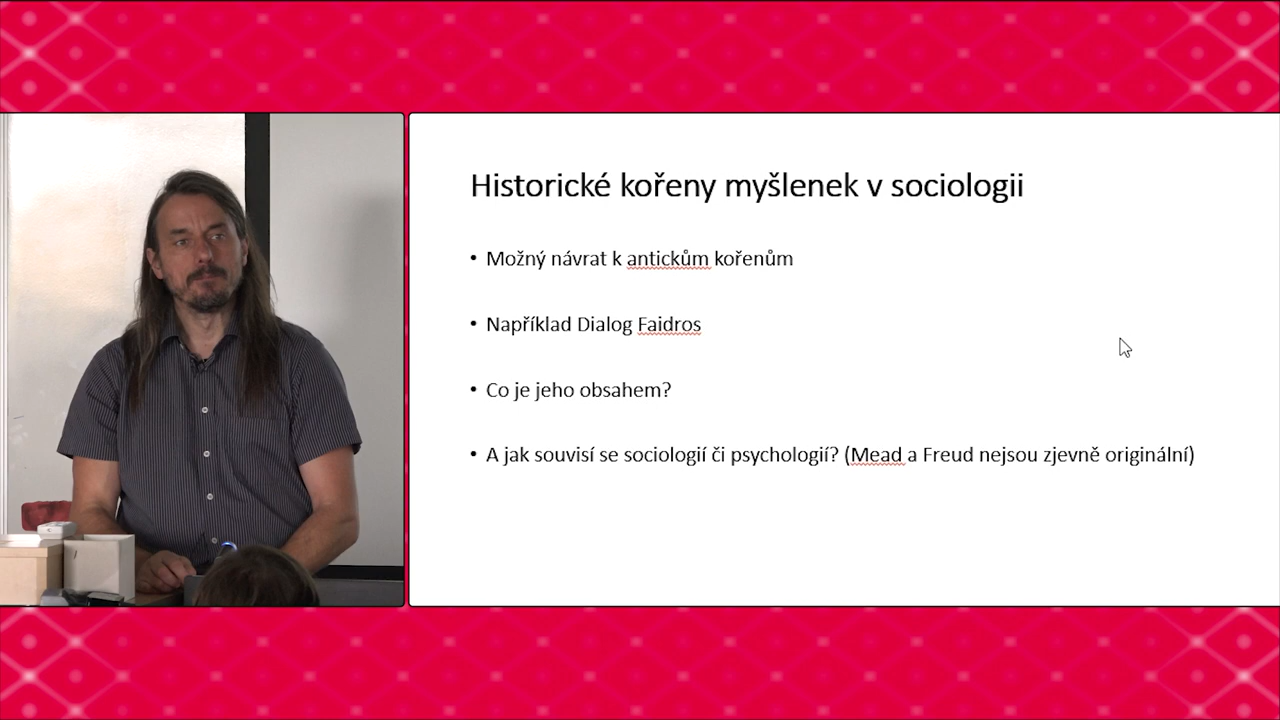 Historické kořeny myšlenek v sociologii
• Možný návrat k antickým kořenům
• Například Dialog Faidros
• Co je jeho obsahem?
• A jak souvisí se sociologií či psychologií? (Mead a Freud nejsou zjevně originální)